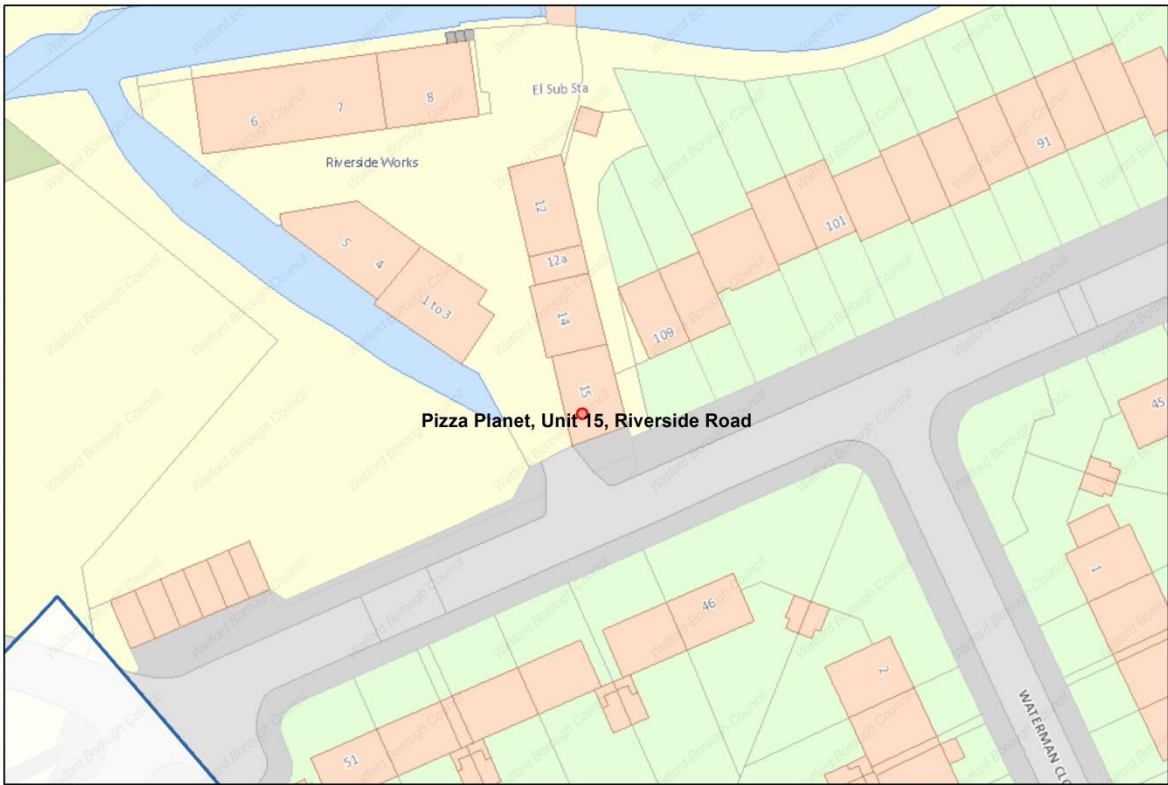 8
7
6
El Sub Sta
Riverside Works
91
12
101
5
12a
4
1 to 3
14
109
15
45
Pizza Planet, Unit 15, Riverside Road
1
46
2
WATERMAN CLO
51
Watford Borough Council